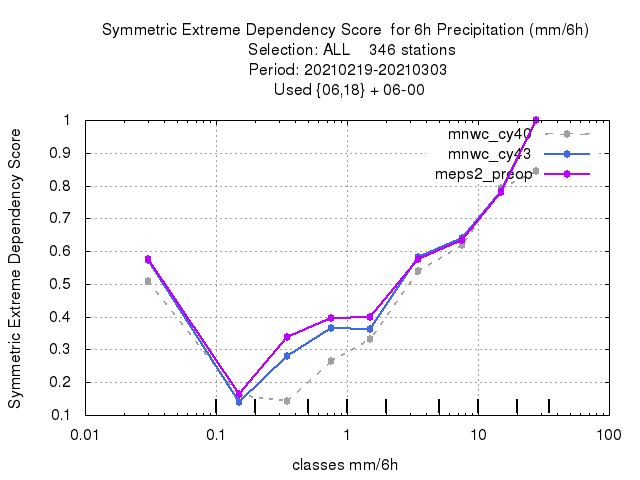 Symmetric Extreme Dependency Score  for 6h Precipitation (mm/6h)
Selection: ALL    346 stations
Period: 20210219-20210303
Used {06,18} + 06-00
Symmetric Extreme Dependency Score
1
0.9
0.8
0.7
0.6
0.5
0.4
0.3
0.2
0.1
mnwc_cy40
mnwc_cy43
meps2_preop
0.01 0.1 1 10 100
classes mm/6h